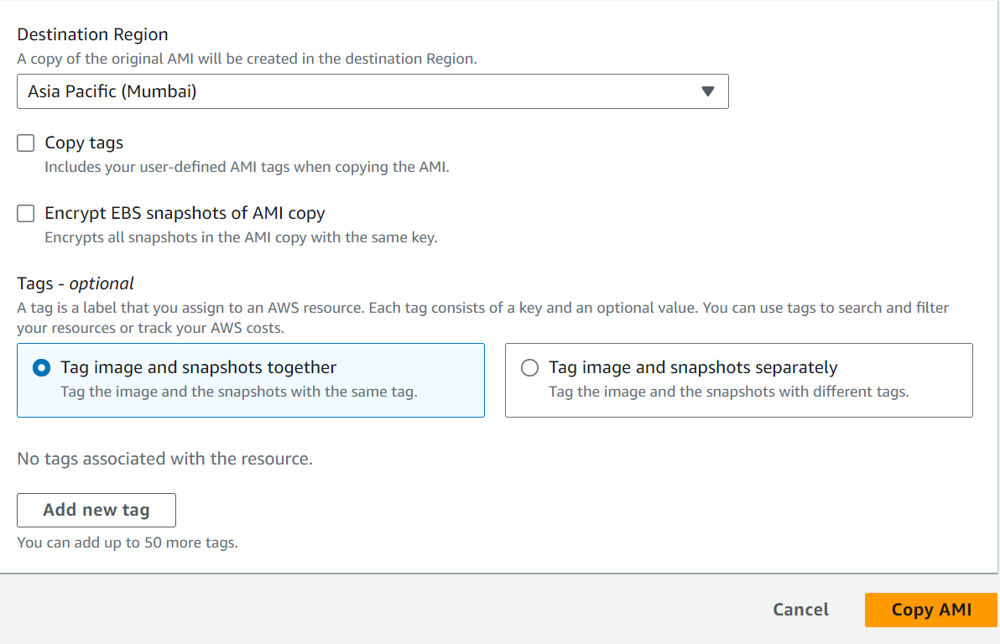 Destination Region
A copy of the original AMI will be created in the destination Region.
Asia Pacific (Mumbai)
Copy tags
Includes your user-defined AMI tags when copying the AMI.
Encrypt EBS snapshots of AMI copy
Encrypts all snapshots in the AMI copy with the same key.
Tags - optional
A tag is a label that you assign to an AWS resource. Each tag consists of a key and an optional value. You can use tags to search and filter
your resources or track your AWS costs.
Tag image and snapshots together
Tag the image and the snapshots with the same tag.
Tag image and snapshots separately
Tag the image and the snapshots with different tags.
No tags associated with the resource.
Add new tag
You can add up to 50 more tags.
Cancel
Copy AMI